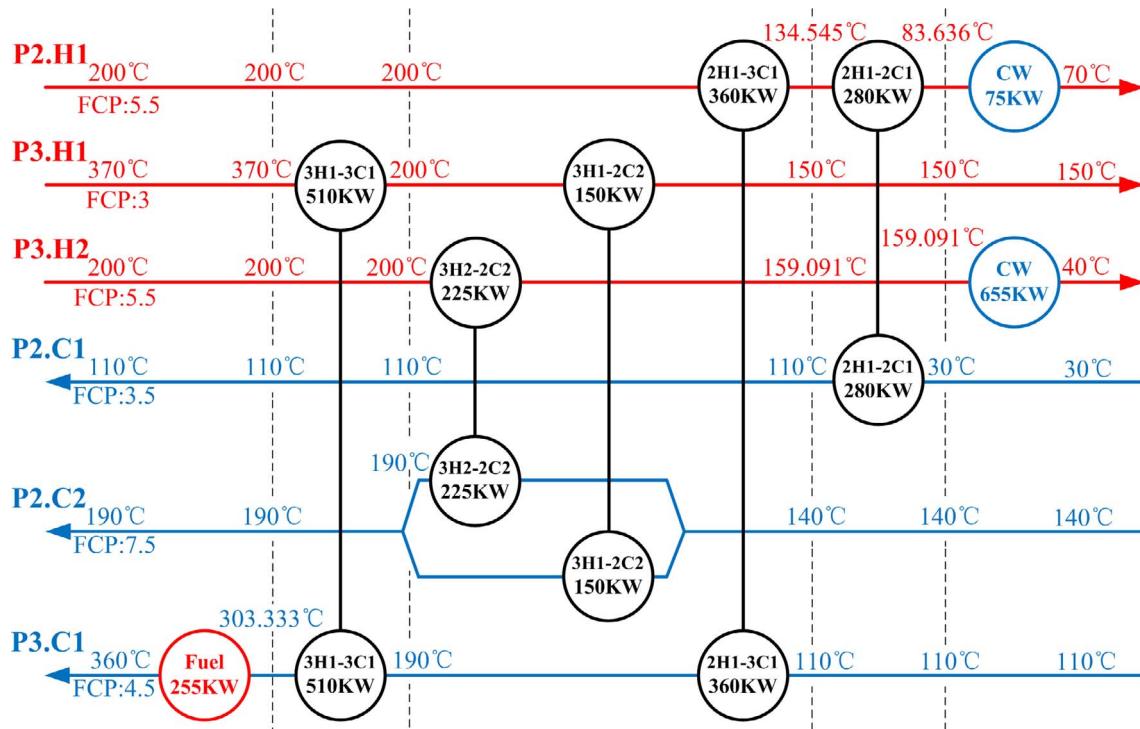 134.545℃ 83.636℃
P2.H1 200℃ 200℃ 200℃ 2H1-3C1 2H1-2C1 CW 70℃
FCP:5.5 360KW 280KW 75KW
P3.H1 370℃ 370℃ 3H1-3C1 200℃ 3H1-2C2 150℃ 150℃ 150℃
FCP:3 510KW 150KW
159.091℃
P3.H2 200℃ 200℃ 200℃ 3H2-2C2 159.091℃ CW 40℃
FCP:5.5 225KW 655KW
P2.C1 110℃ 110℃ 110℃ 110℃ 2H1-2C1 30℃ 30℃
FCP:3.5 280KW
190℃ 3H2-2C2
225KW
P2.C2 190℃ 190℃ 140℃ 140℃ 140℃
FCP:7.5
3H1-2C2
150KW
303.333℃
P3.C1 360℃ Fuel 3H1-3C1 190℃ 2H1-3C1 110℃ 110℃ 110℃
FCP:4.5 255KW 510KW 360KW